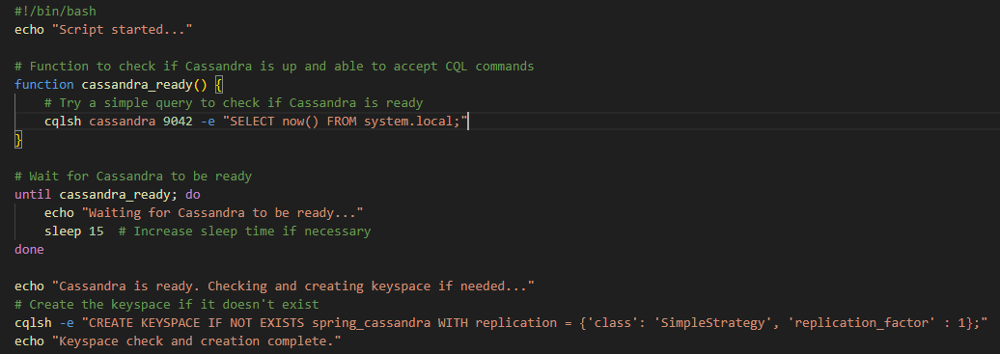 #!/bin/bash
echo "Script started..."
# Function to check if Cassandra is up and able to accept CQL commands
function cassandra_ready() {
    # Try a simple query to check if Cassandra is ready
    cqlsh cassandra 9042 -e "SELECT now() FROM system.local;"
}
# Wait for Cassandra to be ready
until cassandra_ready; do
    echo "Waiting for Cassandra to be ready..."
    sleep 15  # Increase sleep time if necessary
done
echo "Cassandra is ready. Checking and creating keyspace if needed..."
# Create the keyspace if it doesn't exist
cqlsh -e "CREATE KEYSPACE IF NOT EXISTS spring_cassandra WITH replication = {'class': 'SimpleStrategy', 'replication_factor' : 1};"
echo "Keyspace check and creation complete."